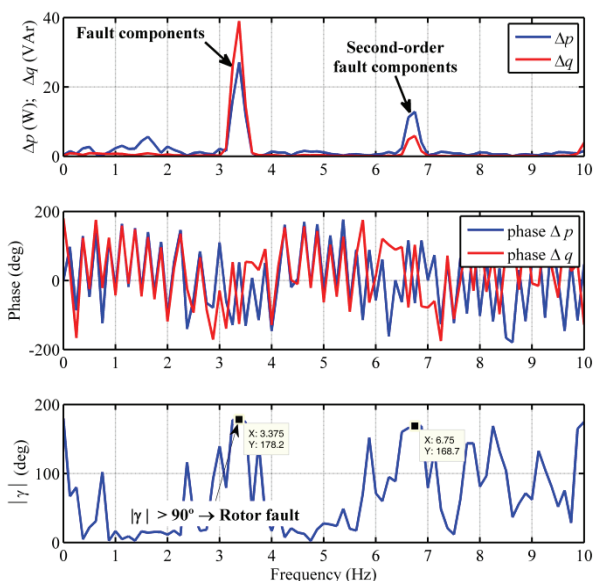 Δp (W); Δq (VAr)
40
20
0
Fault components
Second-order
fault components
Δp
Δq
0 1 2 3 4 5 6 7 8 9 10
Phase (deg)
200
0
-200
phase Δ p
phase Δ q
0 1 2 3 4 5 6 7 8 9 10
|γ| (deg)
200
100
0
X: 3.375
Y: 178.2
X: 6.75
Y: 168.7
|γ| > 90º → Rotor fault
0 1 2 3 4 5 6 7 8 9 10
Frequency (Hz)